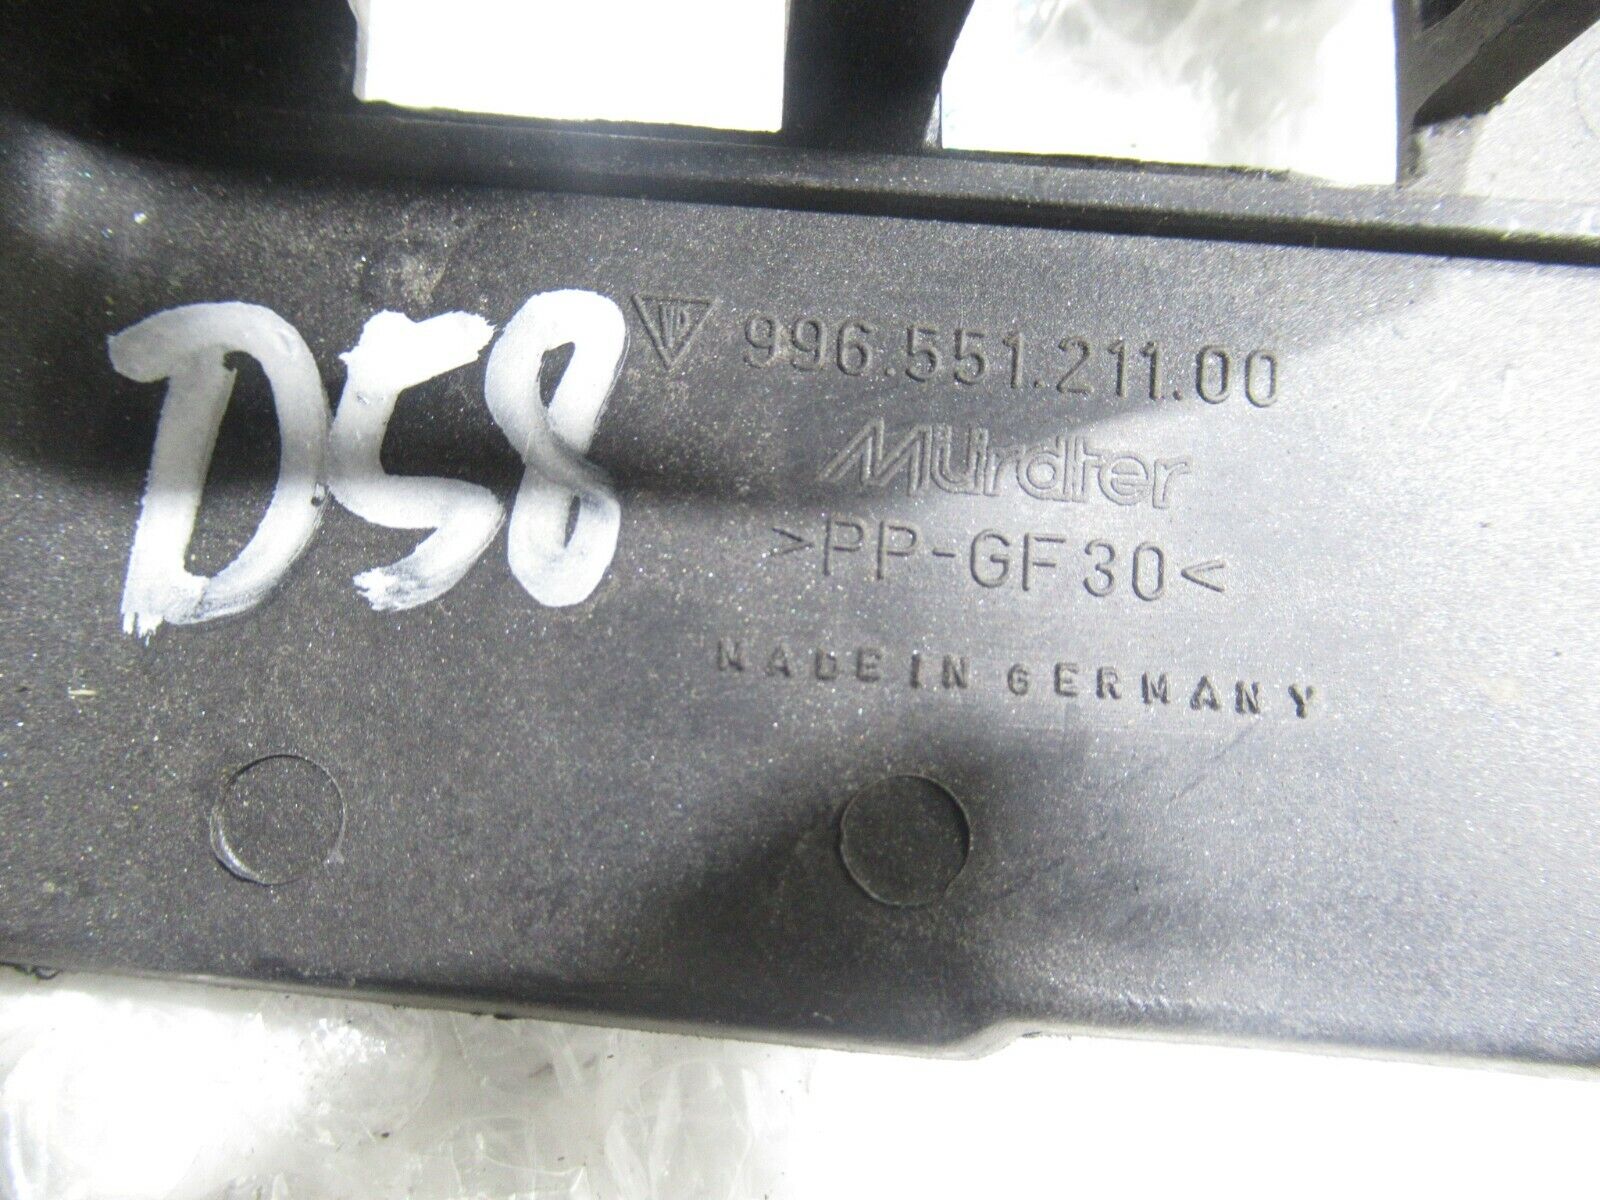 D58
996.551.211.00
Mürdter
>PP-GF30<
MADE IN GERMANY